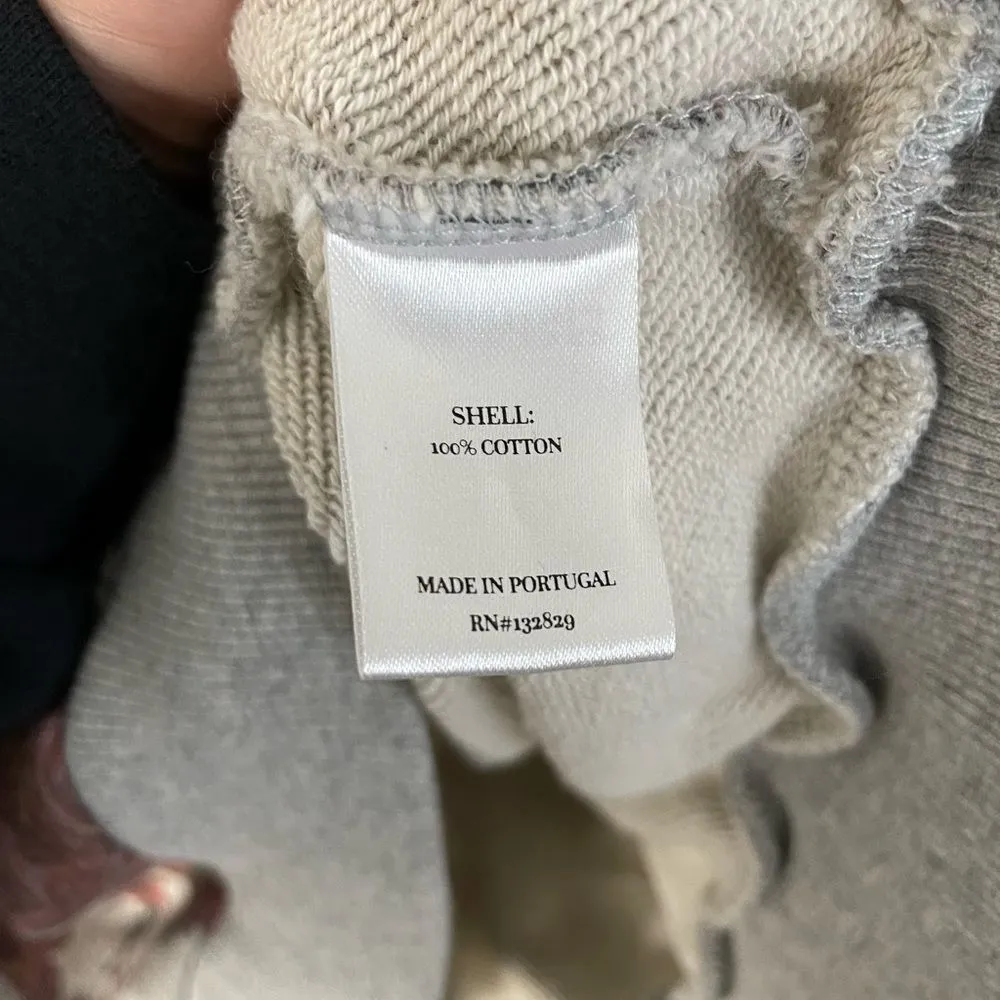 SHELL:
100% COTTON
MADE IN PORTUGAL
RN#132829